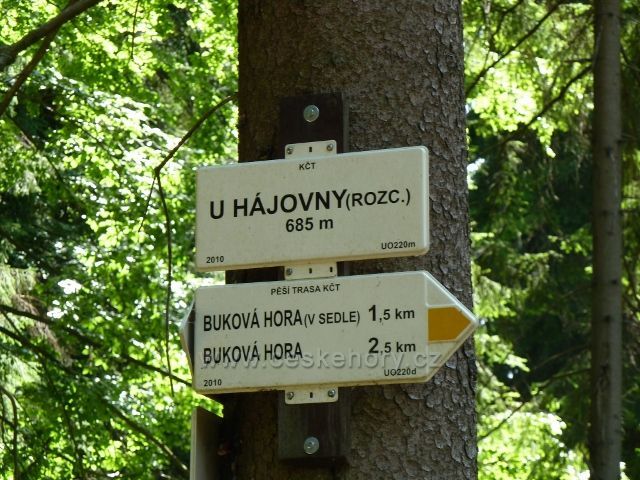 KČT
U HÁJOVNY (ROZC.)
685 m
2010 UO220m
PĚŠÍ TRASA KČT
BUKOVÁ HORA (V SEDLE) 1,5 km
BUKOVÁ HORA 2,5 km
www.ceskehory.cz
2010 UO220d